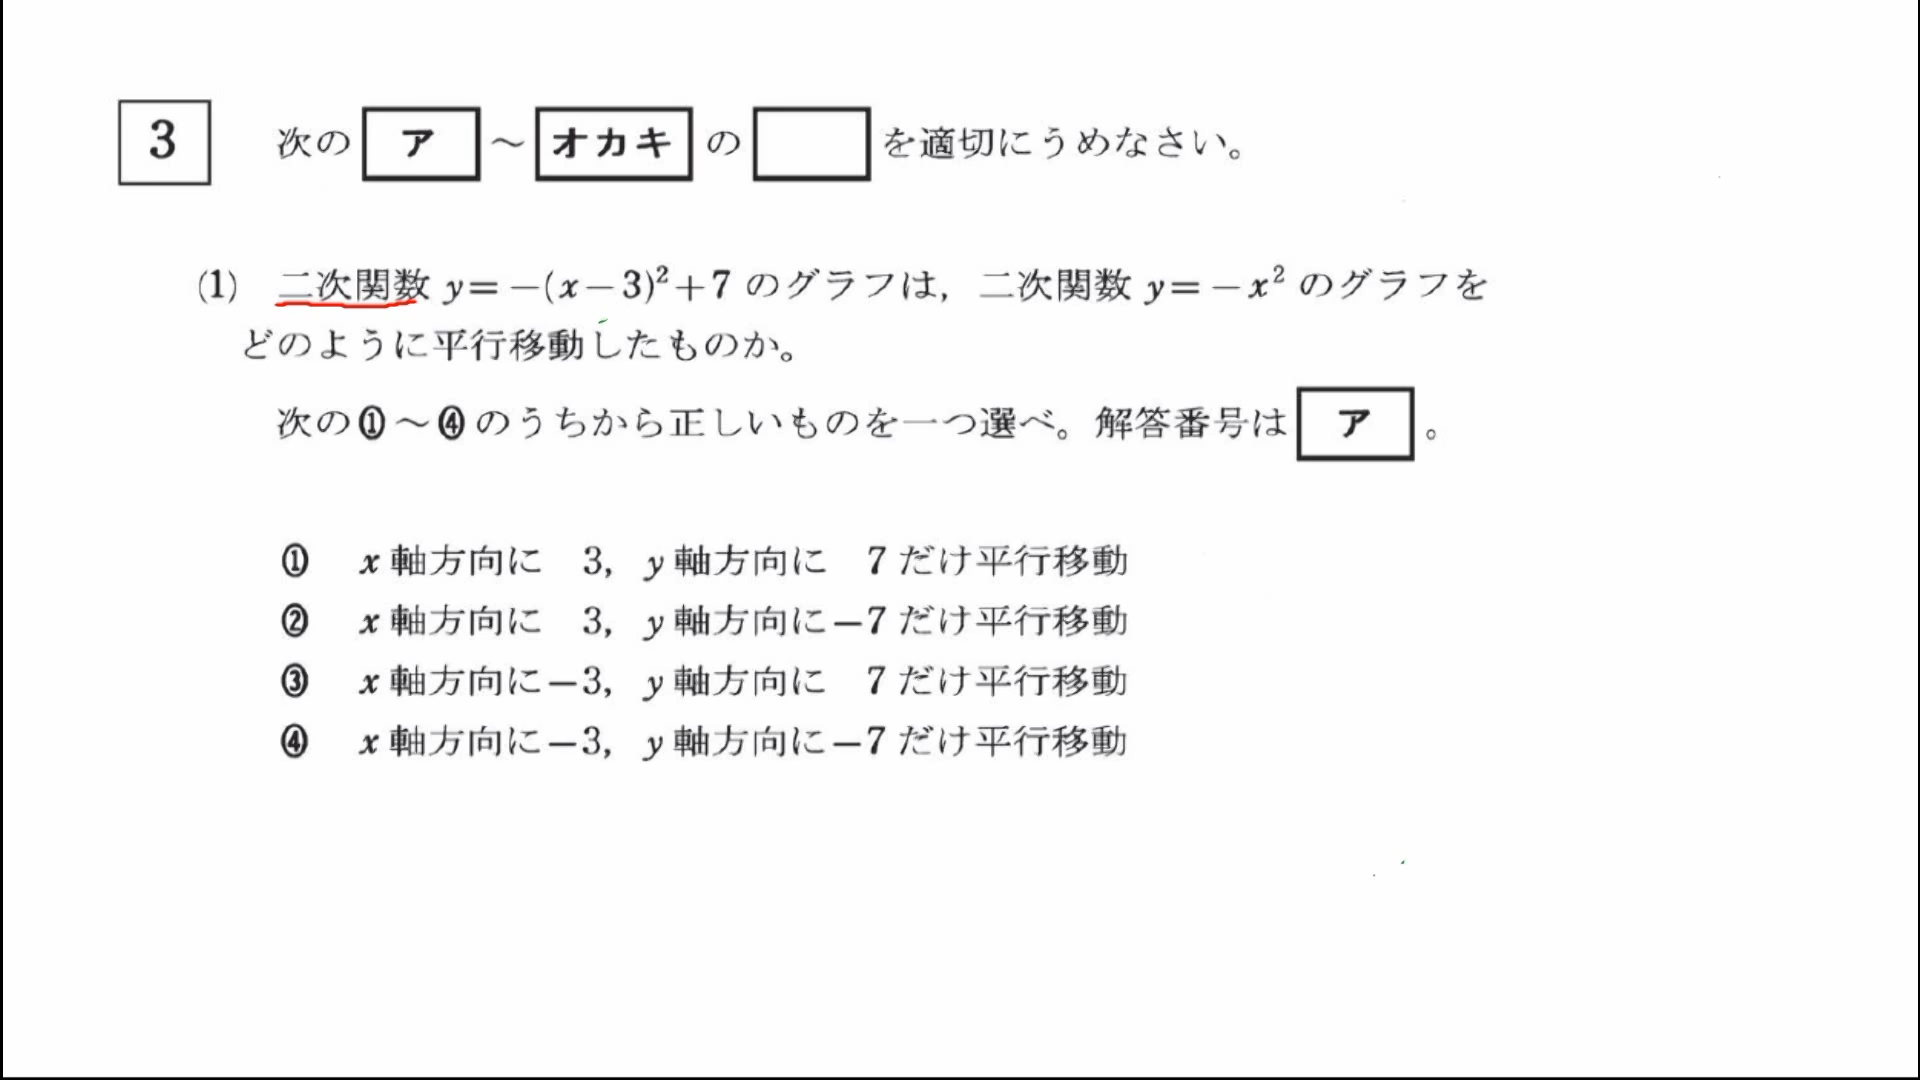 3 次の ア ～ オカキ の を適切にうめなさい。
(1) 二次関数 y=−(x−3)²+7 のグラフは，二次関数 y=−x² のグラフを
どのように平行移動したものか。
次の①～④のうちから正しいものを一つ選べ。解答番号は ア 。
① x 軸方向に 3，y 軸方向に 7 だけ平行移動
② x 軸方向に 3，y 軸方向に−7 だけ平行移動
③ x 軸方向に−3，y 軸方向に 7 だけ平行移動
④ x 軸方向に−3，y 軸方向に−7 だけ平行移動